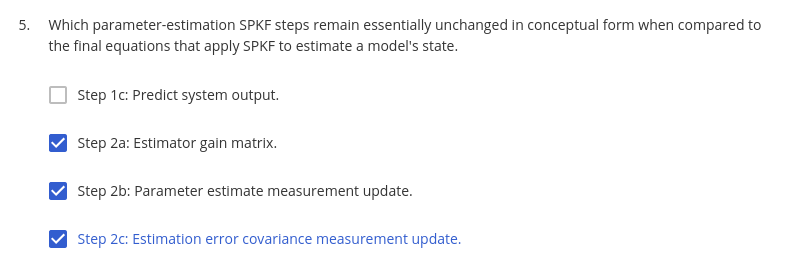 5. Which parameter-estimation SPKF steps remain essentially unchanged in conceptual form when compared to
the final equations that apply SPKF to estimate a model's state.
Step 1c: Predict system output.
Step 2a: Estimator gain matrix.
Step 2b: Parameter estimate measurement update.
Step 2c: Estimation error covariance measurement update.